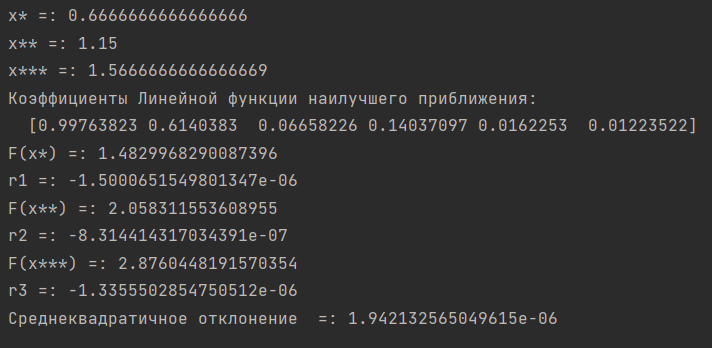 x* =: 0.6666666666666666
x** =: 1.15
x*** =: 1.5666666666666669
Коэффициенты Линейной функции наилучшего приближения:
[0.99763823 0.6140383  0.06658226 0.14037097 0.0162253  0.01223522]
F(x*) =: 1.4829968290087396
r1 =: -1.5000651549801347e-06
F(x**) =: 2.058311553608955
r2 =: -8.314414317034391e-07
F(x***) =: 2.8760448191570354
r3 =: -1.3355502854750512e-06
Среднеквадратичное отклонение  =: 1.942132565049615e-06